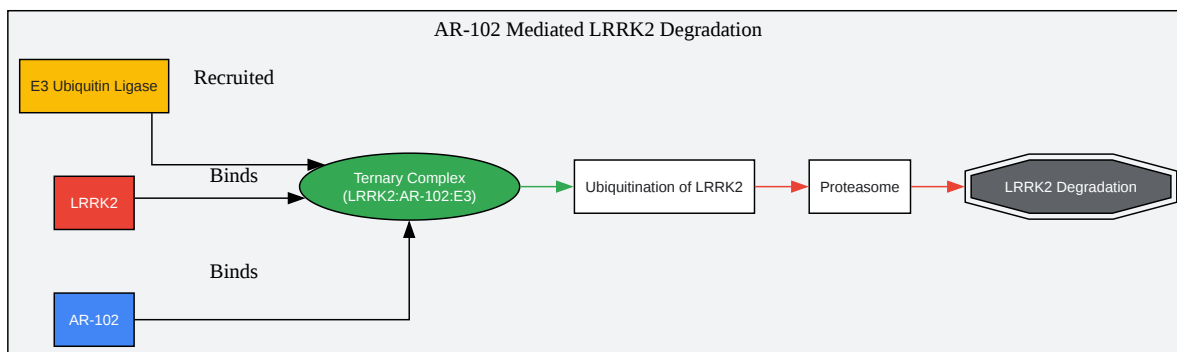 AR-102 Mediated LRRK2 Degradation
E3 Ubiquitin Ligase
Recruited
LRRK2
Binds
AR-102
Binds
Ternary Complex
(LRRK2:AR-102:E3)
Ubiquitination of LRRK2
Proteasome
LRRK2 Degradation